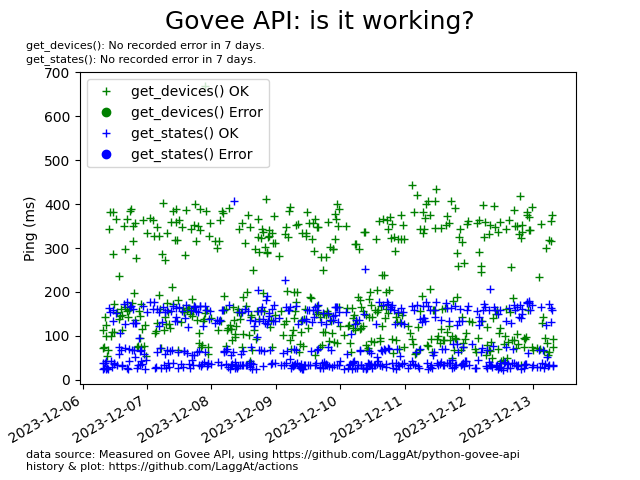 Govee API: is it working?
get_devices(): No recorded error in 7 days.
get_states(): No recorded error in 7 days.
get_devices() OK
get_devices() Error
get_states() OK
get_states() Error
Ping (ms)
700
600
500
400
300
200
100
0
2023-12-06
2023-12-07
2023-12-08
2023-12-09
2023-12-10
2023-12-11
2023-12-12
2023-12-13
data source: Measured on Govee API, using https://github.com/LaggAt/python-govee-api
history & plot: https://github.com/LaggAt/actions